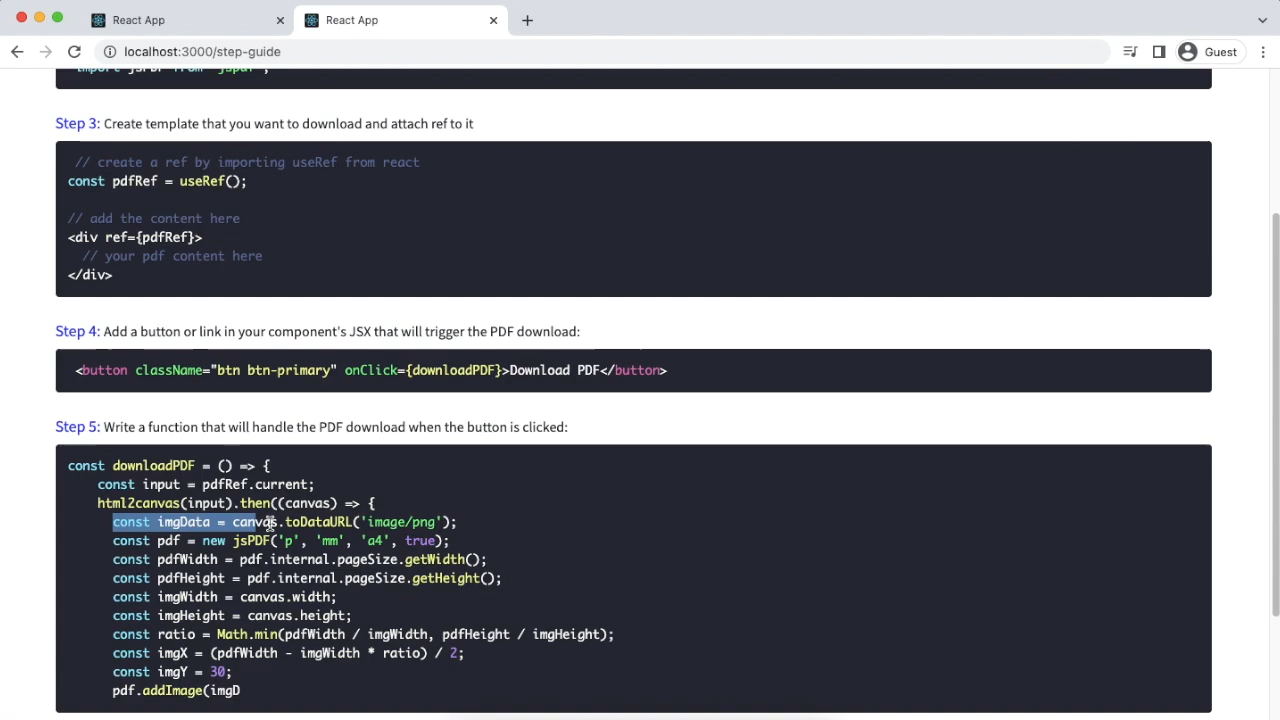 React App
React App
localhost:3000/step-guide
Guest
import jsPDF from "jspdf";
Step 3: Create template that you want to download and attach ref to it
// create a ref by importing useRef from react
const pdfRef = useRef();
// add the content here
<div ref={pdfRef}>
// your pdf content here
</div>
Step 4: Add a button or link in your component's JSX that will trigger the PDF download:
<button className="btn btn-primary" onClick={downloadPDF}>Download PDF</button>
Step 5: Write a function that will handle the PDF download when the button is clicked:
const downloadPDF = () => {
const input = pdfRef.current;
html2canvas(input).then((canvas) => {
const imgData = canvas.toDataURL('image/png');
const pdf = new jsPDF('p', 'mm', 'a4', true);
const pdfWidth = pdf.internal.pageSize.getWidth();
const pdfHeight = pdf.internal.pageSize.getHeight();
const imgWidth = canvas.width;
const imgHeight = canvas.height;
const ratio = Math.min(pdfWidth / imgWidth, pdfHeight / imgHeight);
const imgX = (pdfWidth - imgWidth * ratio) / 2;
const imgY = 30;
pdf.addImage(imgD